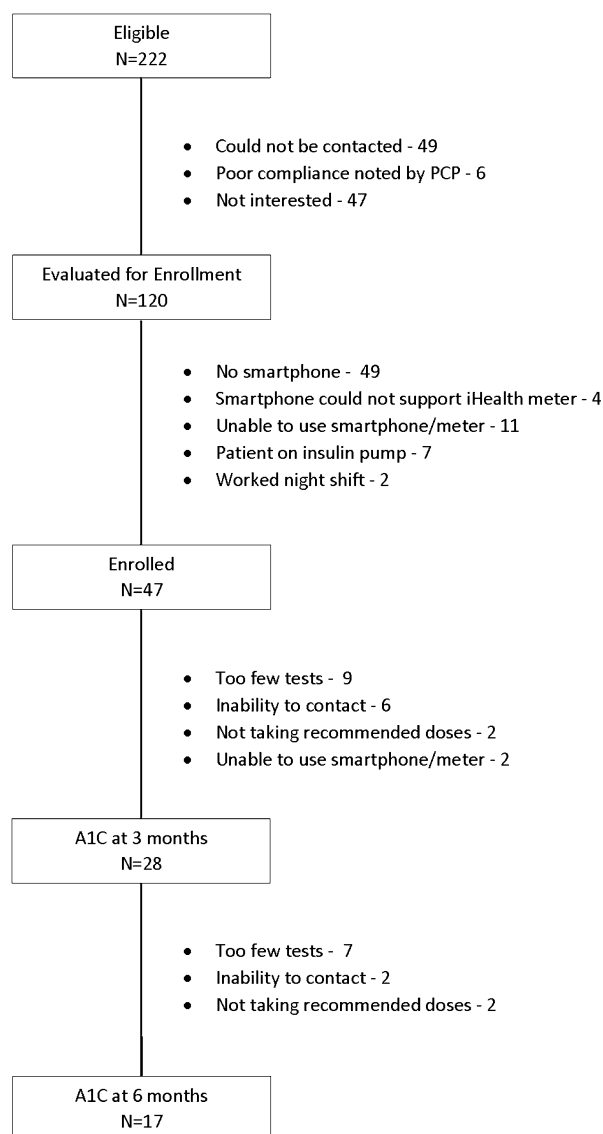 Eligible
N=222
• Could not be contacted - 49
• Poor compliance noted by PCP - 6
• Not interested - 47
Evaluated for Enrollment
N=120
• No smartphone - 49
• Smartphone could not support iHealth meter - 4
• Unable to use smartphone/meter - 11
• Patient on insulin pump - 7
• Worked night shift - 2
Enrolled
N=47
• Too few tests - 9
• Inability to contact - 6
• Not taking recommended doses - 2
• Unable to use smartphone/meter - 2
A1C at 3 months
N=28
• Too few tests - 7
• Inability to contact - 2
• Not taking recommended doses - 2
A1C at 6 months
N=17